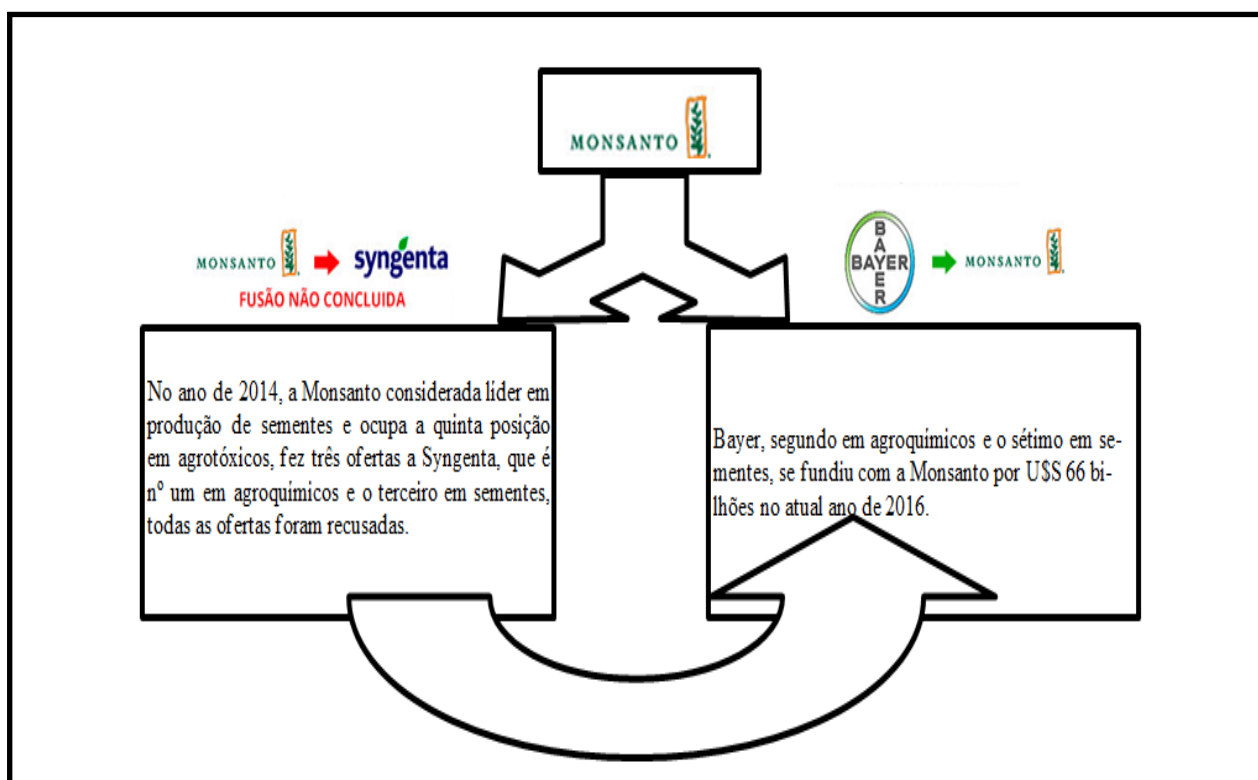 MONSANTO
MONSANTO syngenta
FUSÃO NÃO CONCLUIDA
BAYER
BAYER MONSANTO
No ano de 2014, a Monsanto considerada líder em
produção de sementes e ocupa a quinta posição
em agrotóxicos, fez três ofertas a Syngenta, que é
nº um em agroquímicos e o terceiro em sementes,
todas as ofertas foram recusadas.
Bayer, segundo em agroquímicos e o sétimo em se-
mentes, se fundiu com a Monsanto por U$S 66 bi-
lhões no atual ano de 2016.